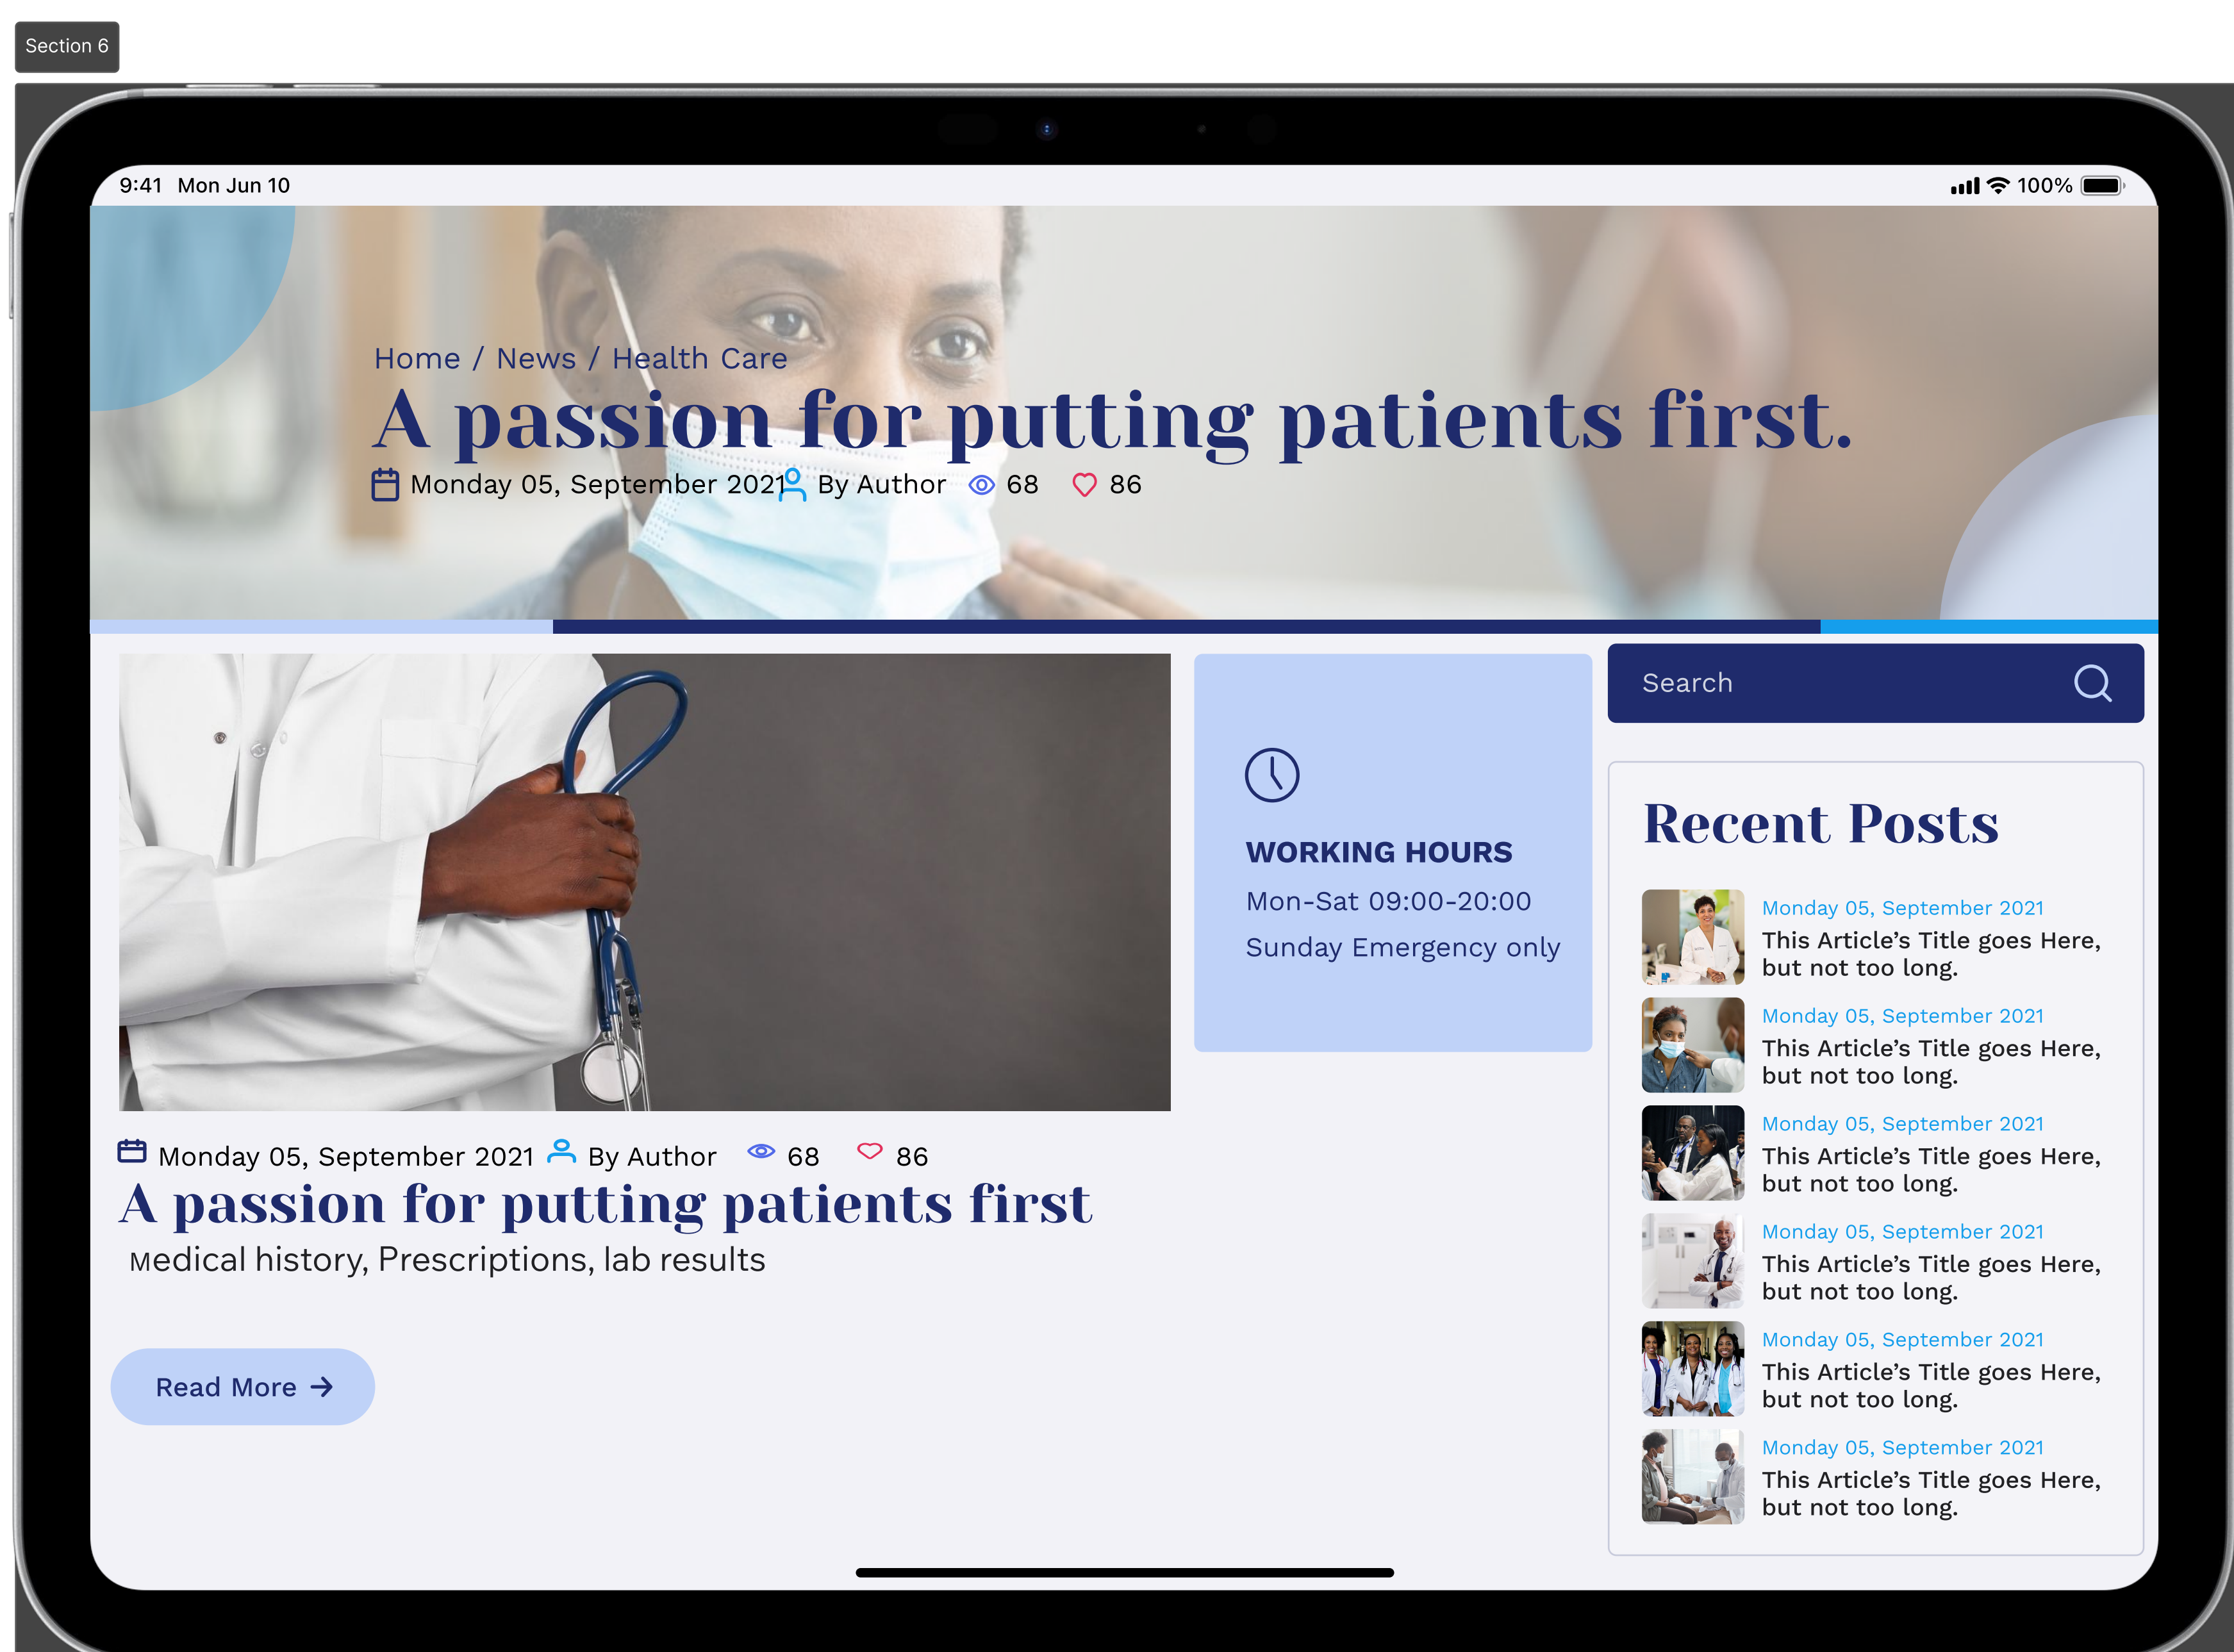 Section 6
9:41 Mon Jun 10
100%
Home / News / Health Care
A passion for putting patients first.
Monday 05, September 2021 By Author 68 86
Monday 05, September 2021 By Author 68 86
A passion for putting patients first
Medical history, Prescriptions, lab results
Read More
WORKING HOURS
Mon-Sat 09:00-20:00
Sunday Emergency only
Search
Recent Posts
Monday 05, September 2021
This Article’s Title goes Here,
but not too long.
Monday 05, September 2021
This Article’s Title goes Here,
but not too long.
Monday 05, September 2021
This Article’s Title goes Here,
but not too long.
Monday 05, September 2021
This Article’s Title goes Here,
but not too long.
Monday 05, September 2021
This Article’s Title goes Here,
but not too long.
Monday 05, September 2021
This Article’s Title goes Here,
but not too long.